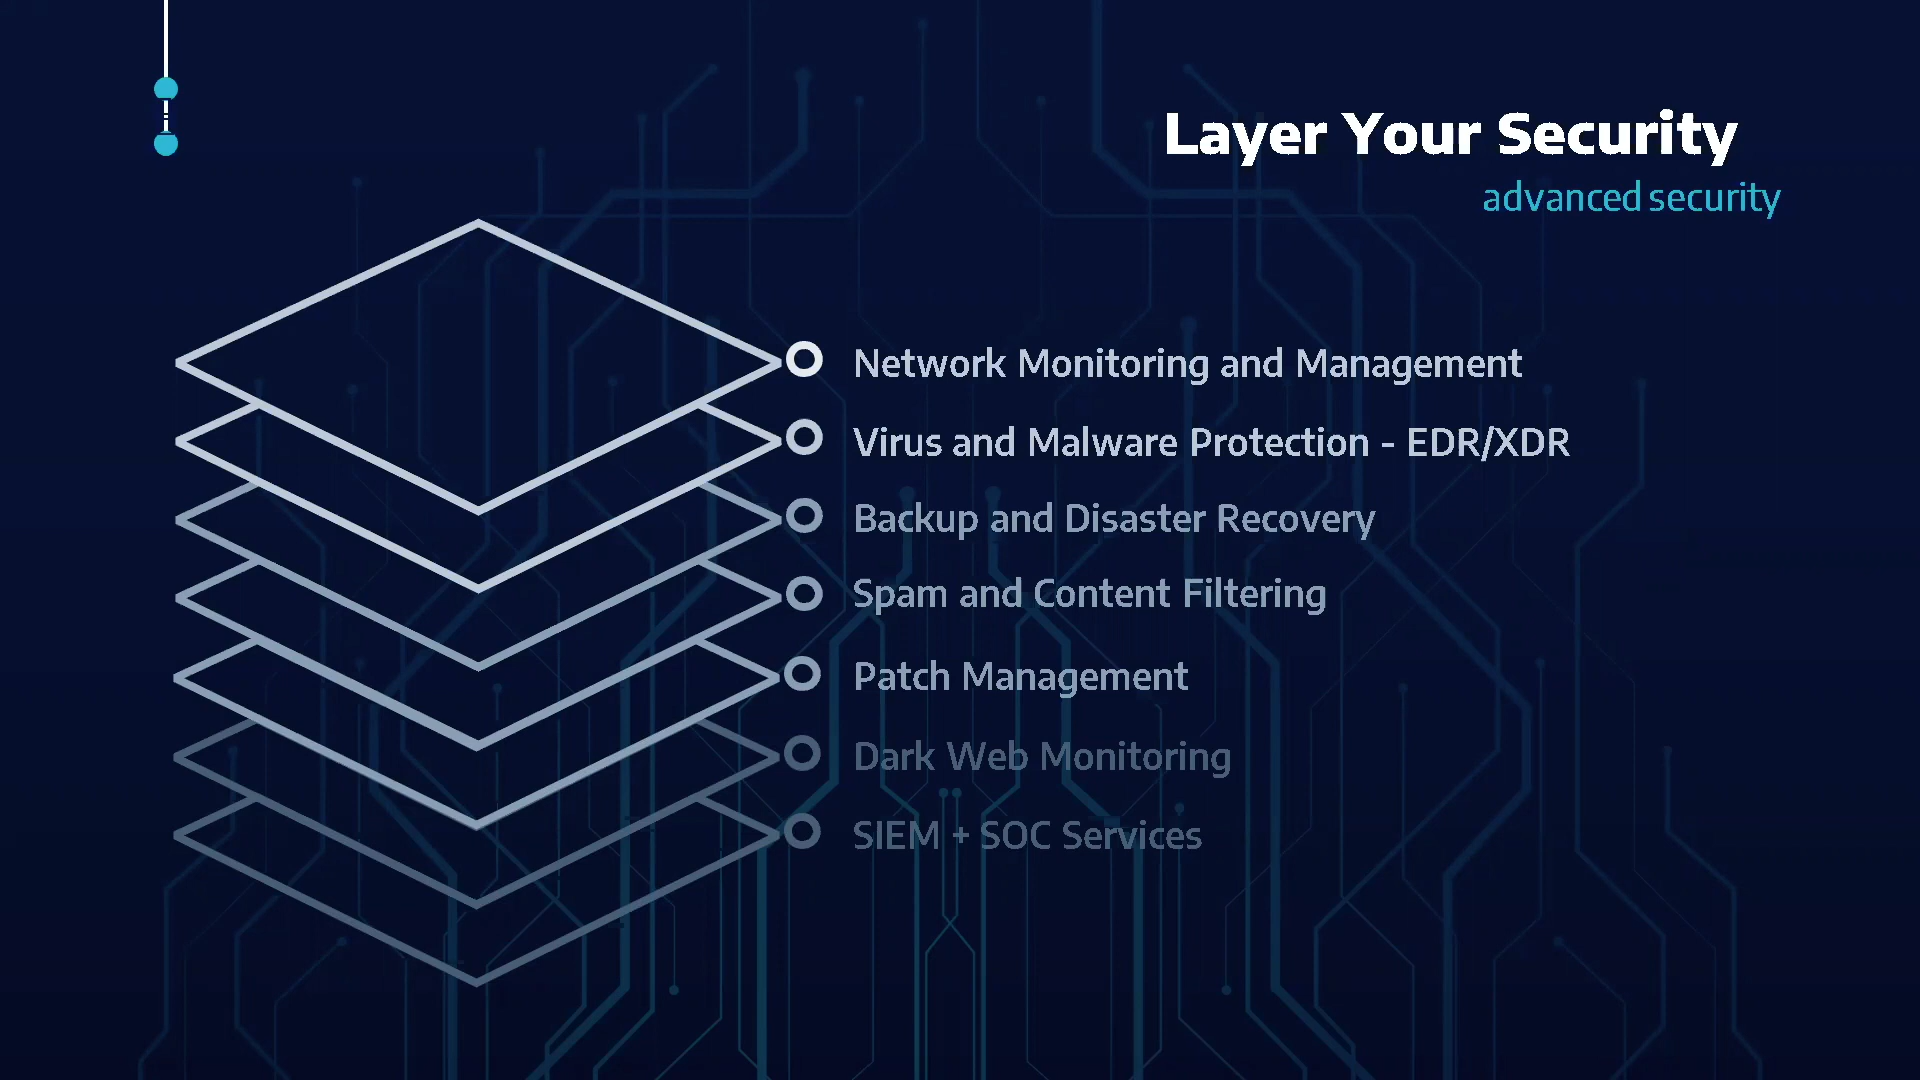 Layer Your Security
advanced security
Network Monitoring and Management
Virus and Malware Protection - EDR/XDR
Backup and Disaster Recovery
Spam and Content Filtering
Patch Management
Dark Web Monitoring
SIEM + SOC Services